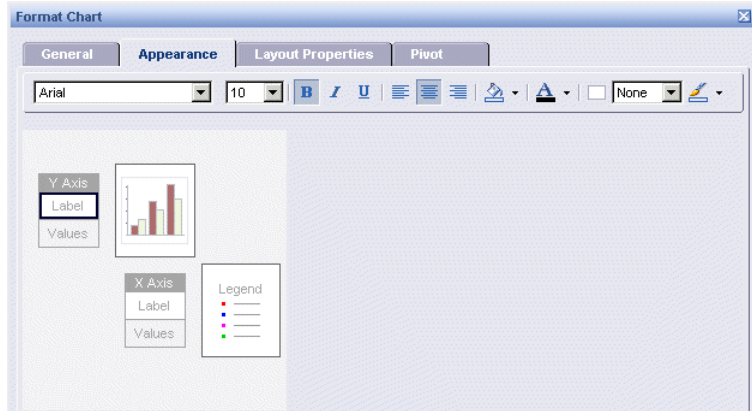 Format Chart
General Appearance Layout Properties Pivot
Arial 10 B I U A None
Y Axis
Label
Values
X Axis
Label
Values
Legend